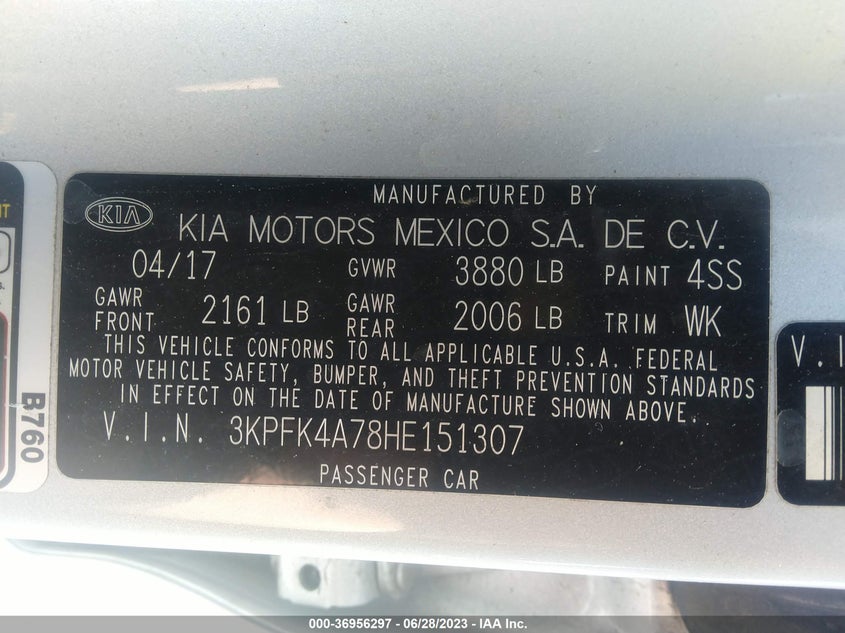 MANUFACTURED BY
KIA
KIA MOTORS MEXICO S.A. DE C.V.
04/17 GVWR 3880 LB PAINT 4SS
GAWR FRONT 2161 LB GAWR REAR 2006 LB TRIM WK
THIS VEHICLE CONFORMS TO ALL APPLICABLE U.S.A. FEDERAL
MOTOR VEHICLE SAFETY, BUMPER, AND THEFT PREVENTION STANDARDS
IN EFFECT ON THE DATE OF MANUFACTURE SHOWN ABOVE.
V.I.N. 3KPFK4A78HE151307
PASSENGER CAR
B760
V.I
000-36956297 - 06/28/2023 - IAA Inc.